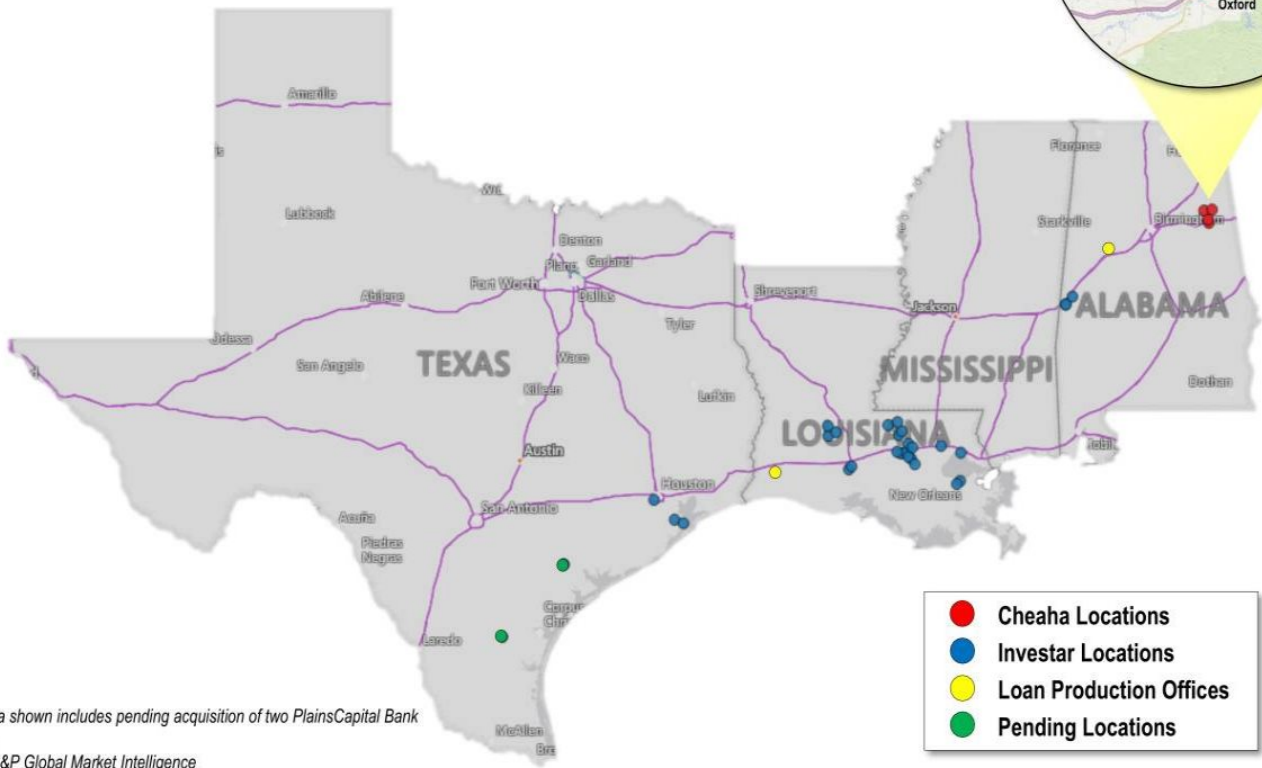 Oxford
Amarillo
Lubbock
Florence
Starkville
Birmingham
Denton
Plano
Garland
Fort Worth
Dallas
Abilene
Shreveport
Jackson
ALABAMA
Tyler
Odessa
San Angelo
TEXAS
Waco
MISSISSIPPI
Killeen
Lufkin
Dothan
LOUISIANA
Austin
Houston
New Orleans
San Antonio
Acuña
Piedras
Negras
Corpus
Laredo
McAllen
Cheaha Locations
Investar Locations
Loan Production Offices
Pending Locations
a shown includes pending acquisition of two PlainsCapital Bank
&P Global Market Intelligence